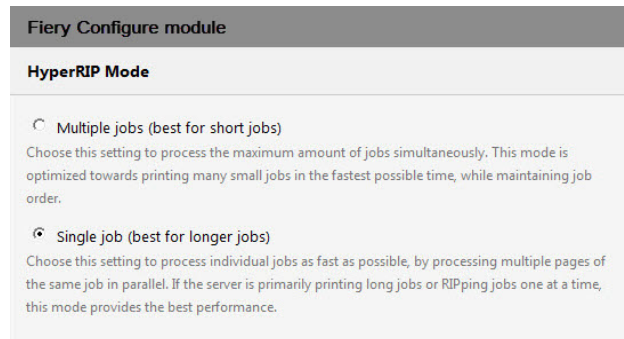 Fiery Configure module
HyperRIP Mode
Multiple jobs (best for short jobs)
Choose this setting to process the maximum amount of jobs simultaneously. This mode is
optimized towards printing many small jobs in the fastest possible time, while maintaining job
order.
Single job (best for longer jobs)
Choose this setting to process individual jobs as fast as possible, by processing multiple pages of
the same job in parallel. If the server is primarily printing long jobs or RIPping jobs one at a time,
this mode provides the best performance.